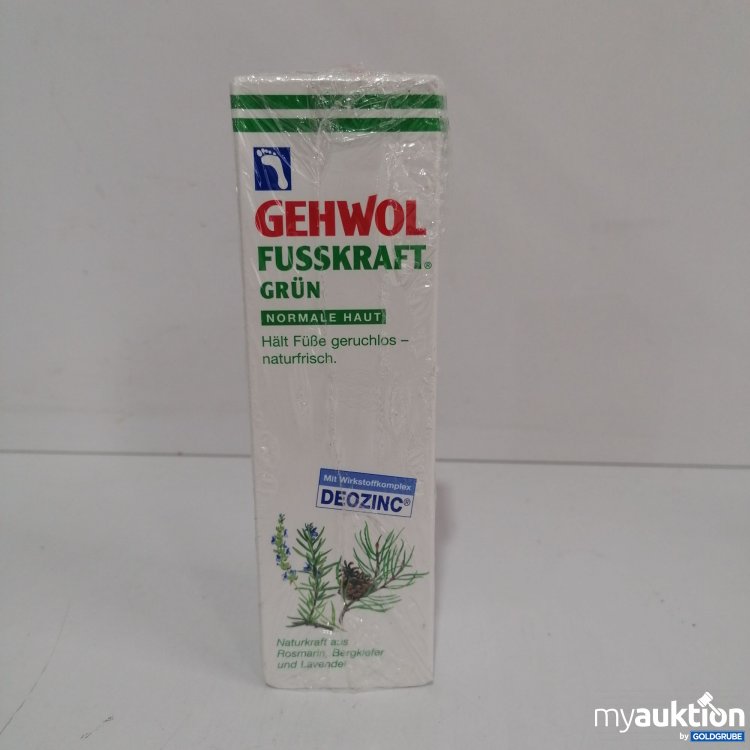 GEHWOL
FUSSKRAFT®
GRÜN
NORMALE HAUT
Hält Füße geruchlos –
naturfrisch.
Mit Wirkstoffkomplex
DEOZINC®
Naturkraft aus
Rosmarin, Bergkiefer
und Lavendel
myauktion
by GOLDGRUBE